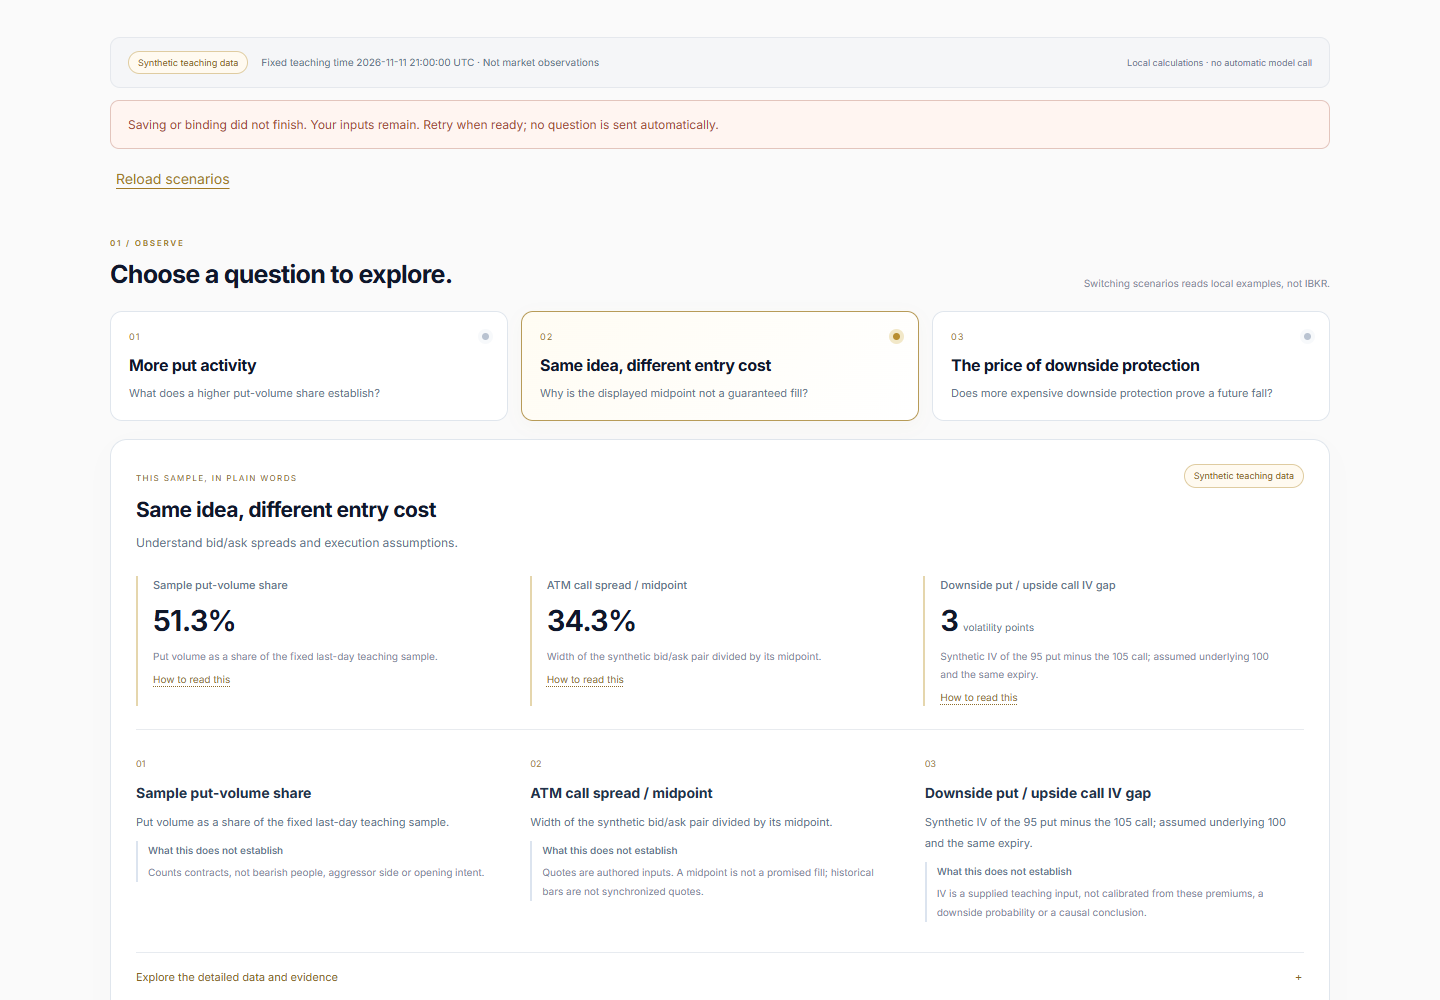 Synthetic teaching data
Fixed teaching time 2026-11-11 21:00:00 UTC · Not market observations
Local calculations · no automatic model call
Saving or binding did not finish. Your inputs remain. Retry when ready; no question is sent automatically.
Reload scenarios
01 / OBSERVE
Choose a question to explore.
Switching scenarios reads local examples, not IBKR.
01
More put activity
What does a higher put-volume share establish?
02
Same idea, different entry cost
Why is the displayed midpoint not a guaranteed fill?
03
The price of downside protection
Does more expensive downside protection prove a future fall?
THIS SAMPLE, IN PLAIN WORDS
Synthetic teaching data
Same idea, different entry cost
Understand bid/ask spreads and execution assumptions.
Sample put-volume share
51.3%
Put volume as a share of the fixed last-day teaching sample.
How to read this
ATM call spread / midpoint
34.3%
Width of the synthetic bid/ask pair divided by its midpoint.
How to read this
Downside put / upside call IV gap
3 volatility points
Synthetic IV of the 95 put minus the 105 call; assumed underlying 100
and the same expiry.
How to read this
01
Sample put-volume share
Put volume as a share of the fixed last-day teaching sample.
What this does not establish
Counts contracts, not bearish people, aggressor side or opening intent.
02
ATM call spread / midpoint
Width of the synthetic bid/ask pair divided by its midpoint.
What this does not establish
Quotes are authored inputs. A midpoint is not a promised fill; historical
bars are not synchronized quotes.
03
Downside put / upside call IV gap
Synthetic IV of the 95 put minus the 105 call; assumed underlying 100
and the same expiry.
What this does not establish
IV is a supplied teaching input, not calibrated from these premiums, a
downside probability or a causal conclusion.
Explore the detailed data and evidence
+